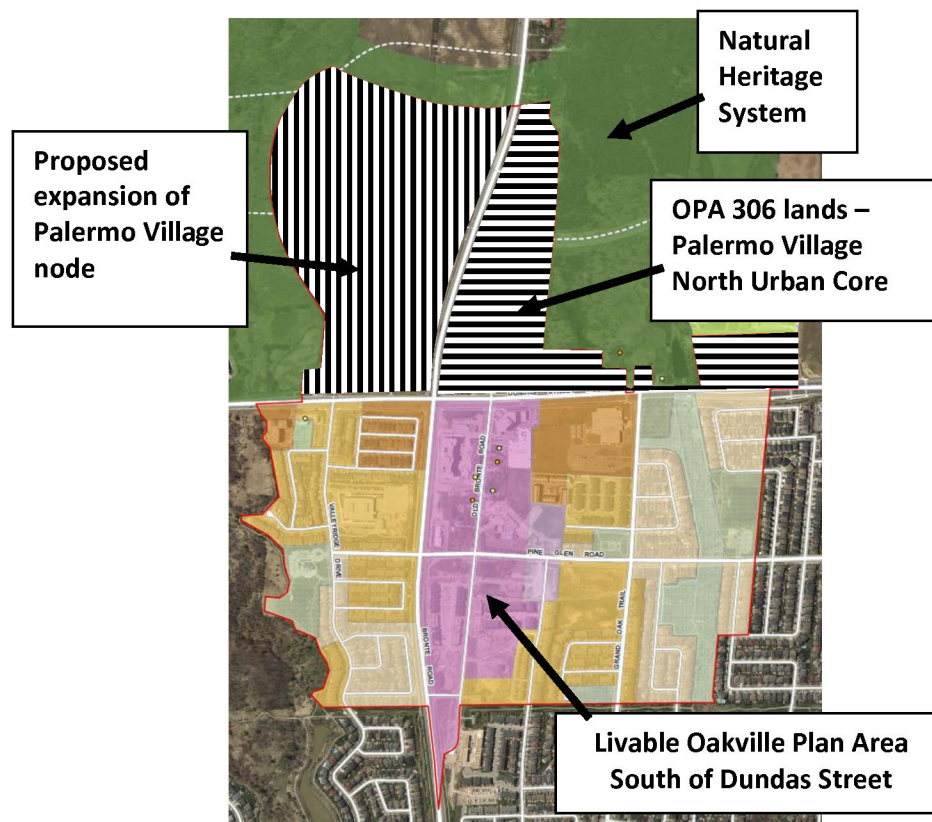 Natural
Heritage
System
Proposed
expansion of
Palermo Village
node
OPA 306 lands –
Palermo Village
North Urban Core
OLD BRONTE ROAD
VALLEYRIDGE DRIVE
PINE GLEN ROAD
BRONTE ROAD
GRAND OAK TRAIL
Livable Oakville Plan Area
South of Dundas Street